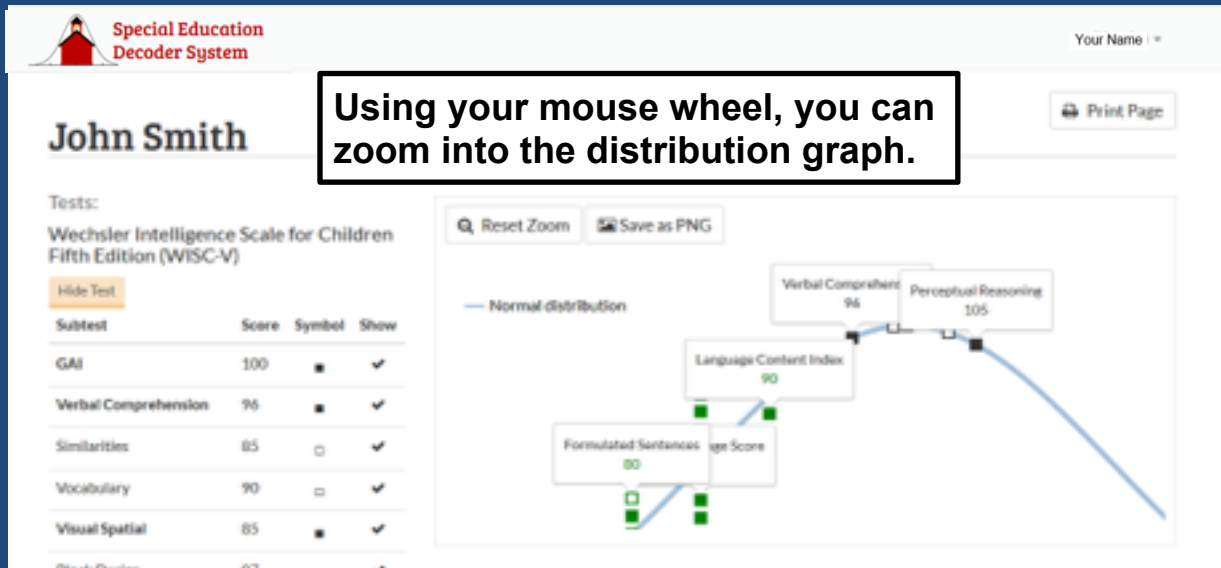 Special Education
Decoder System
Your Name
Using your mouse wheel, you can
zoom into the distribution graph.
Print Page
John Smith
Tests:
Wechsler Intelligence Scale for Children
Fifth Edition (WISC-V)
Hide Test
Subtest Score Symbol Show
GAI 100
Verbal Comprehension 96
Similarities 85
Vocabulary 90
Visual Spatial 85
Reset Zoom Save as PNG
Normal distribution
Verbal Comprehen
96
Perceptual Reasoning
105
Language Content Index
90
Formulated Sentences
80
ge Score